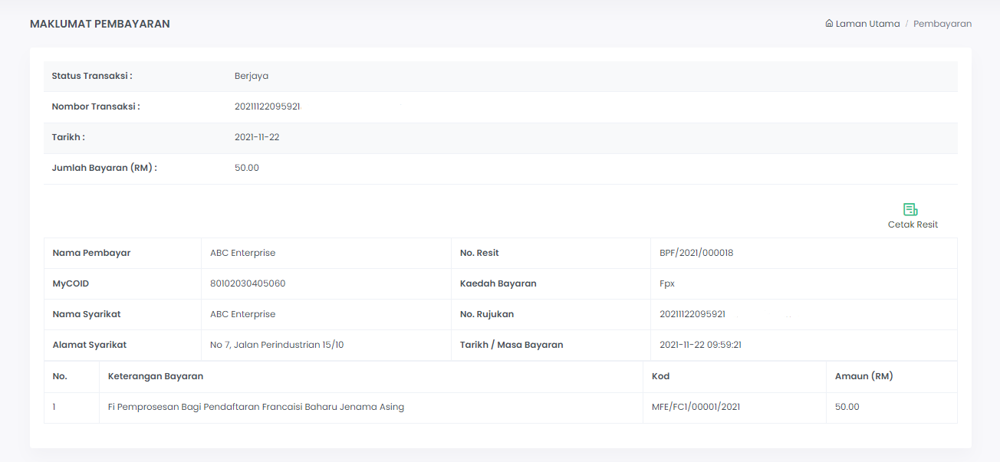 MAKLUMAT PEMBAYARAN
Laman Utama / Pembayaran
Status Transaksi : Berjaya
Nombor Transaksi : 20211122095921
Tarikh : 2021-11-22
Jumlah Bayaran (RM) : 50.00
Cetak Resit
Nama Pembayar ABC Enterprise No. Resit BPF/2021/000018
MyCOID 80102030405060 Kaedah Bayaran Fpx
Nama Syarikat ABC Enterprise No. Rujukan 20211122095921
Alamat Syarikat No 7, Jalan Perindustrian 15/10 Tarikh / Masa Bayaran 2021-11-22 09:59:21
No. Keterangan Bayaran Kod Amaun (RM)
1 Fi Pemprosesan Bagi Pendaftaran Francaisi Baharu Jenama Asing MFE/FC1/00001/2021 50.00